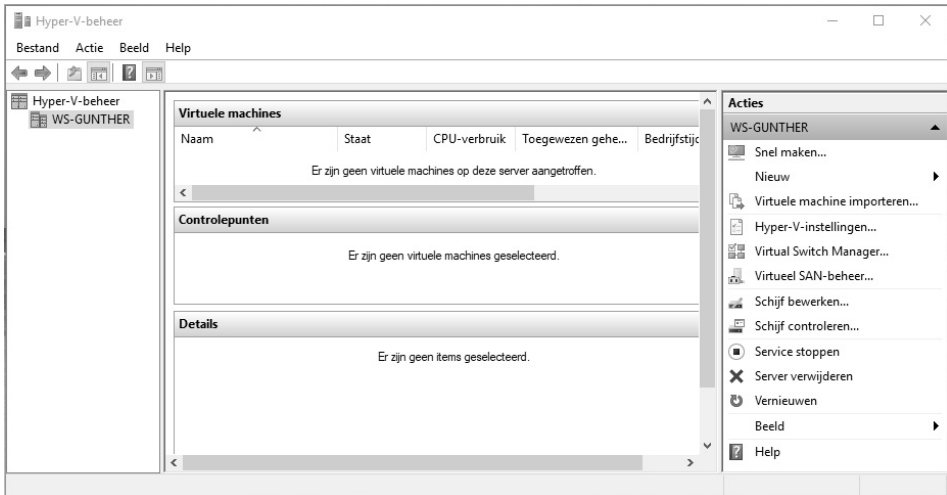 Hyper-V-beheer
Bestand Actie Beeld Help
Hyper-V-beheer
WS-GUNTHER
Virtuele machines
Naam Staat CPU-verbruik Toegewezen gehe... Bedrijfstijd
Er zijn geen virtuele machines op deze server aangetroffen.
Controlepunten
Er zijn geen virtuele machines geselecteerd.
Details
Er zijn geen items geselecteerd.
Acties
WS-GUNTHER
Snel maken...
Nieuw
Virtuele machine importeren...
Hyper-V-instellingen...
Virtual Switch Manager...
Virtueel SAN-beheer...
Schijf bewerken...
Schijf controleren...
Service stoppen
Server verwijderen
Vernieuwen
Beeld
Help